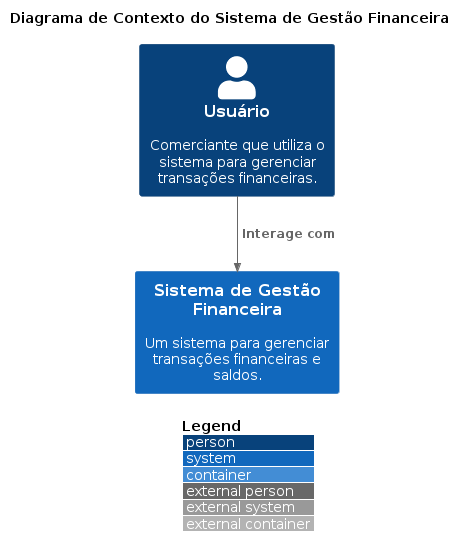 Diagrama de Contexto do Sistema de Gestão Financeira
Usuário
Comerciante que utiliza o
sistema para gerenciar
transações financeiras.
Interage com
Sistema de Gestão
Financeira
Um sistema para gerenciar
transações financeiras e
saldos.
Legend
person
system
container
external person
external system
external container